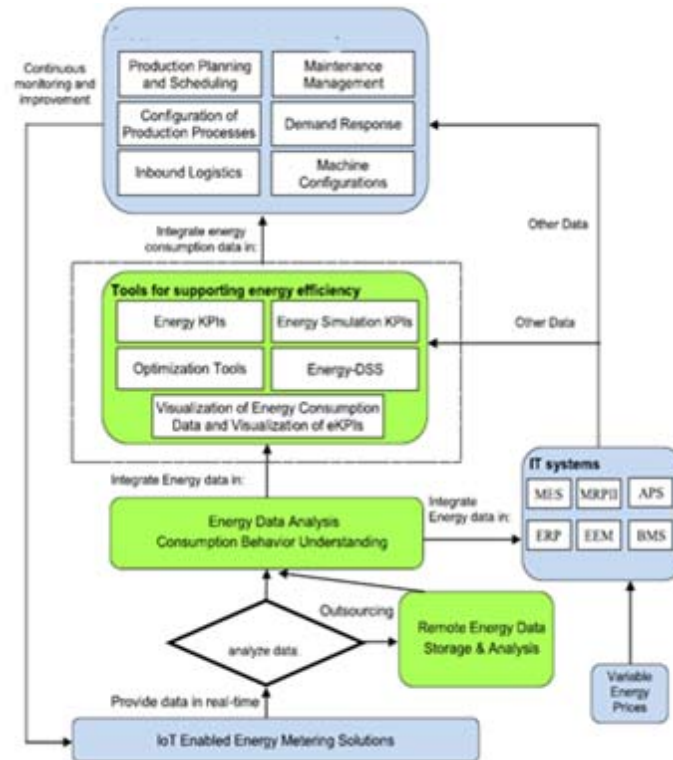 Continuous
monitoring and
improvement
Production Planning
and Scheduling
Maintenance
Management
Configuration of
Production Processes
Demand Response
Inbound Logistics
Machine
Configurations
Integrate energy
consumption data in:
Other Data
Tools for supporting energy efficiency
Energy KPIs
Energy Simulation KPIs
Optimization Tools
Energy-DSS
Visualization of Energy Consumption
Data and Visualization of eKPIs
Other Data
Integrate Energy data in:
IT systems
MES
MRPII
APS
ERP
EEM
BMS
Energy Data Analysis
Consumption Behavior Understanding
Integrate
Energy data in:
Outsourcing
analyze data:
Remote Energy Data
Storage & Analysis
Variable
Energy
Prices
Provide data in real-time
IoT Enabled Energy Metering Solutions